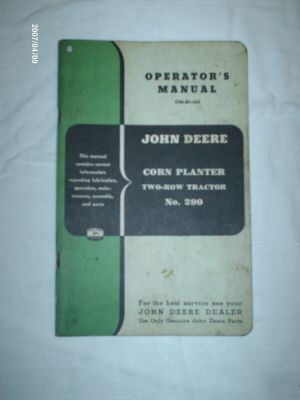 2007/04/09
OPERATOR'S
MANUAL
JOHN DEERE
CORN PLANTER
TWO-ROW TRACTOR
No. 290
This manual
contains correct
information
regarding lubrication,
operation, main-
tenance, assembly,
and parts
For the best service see your
JOHN DEERE DEALER
Use Only Genuine John Deere Parts